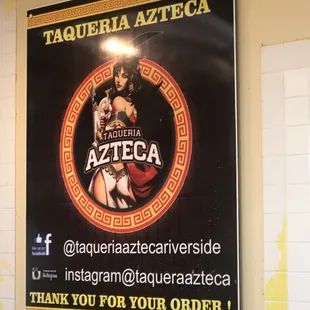 TAQUERIA AZTECA
TAQUERIA
AZTECA
f
@taqueriaaztecariverside
instagram@taqueraazteca
THANK YOU FOR YOUR ORDER !